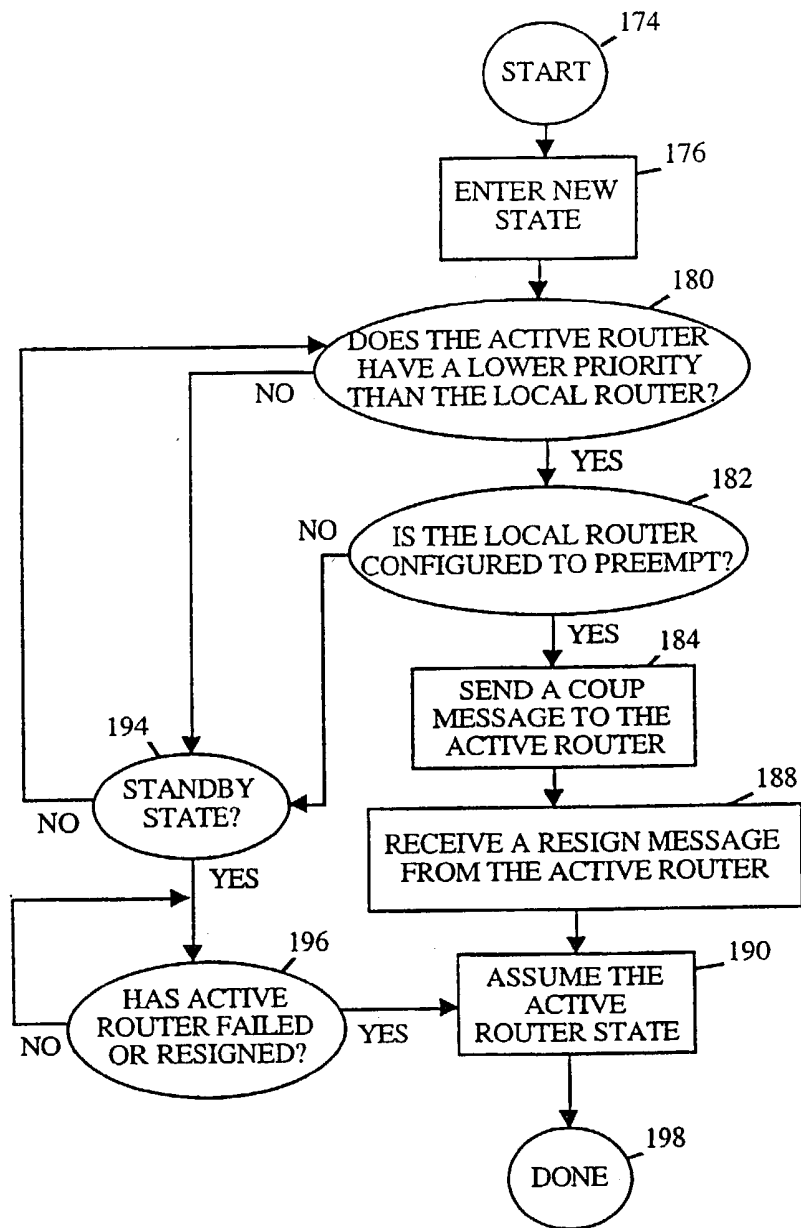 174
START
176
ENTER NEW
STATE
180
DOES THE ACTIVE ROUTER
HAVE A LOWER PRIORITY
THAN THE LOCAL ROUTER?
NO
YES
182
NO
IS THE LOCAL ROUTER
CONFIGURED TO PREEMPT?
YES
184
SEND A COUP
MESSAGE TO THE
ACTIVE ROUTER
194
STANDBY
STATE?
NO
YES
188
RECEIVE A RESIGN MESSAGE
FROM THE ACTIVE ROUTER
196
HAS ACTIVE
ROUTER FAILED
OR RESIGNED?
NO
YES
190
ASSUME THE
ACTIVE
ROUTER STATE
198
DONE